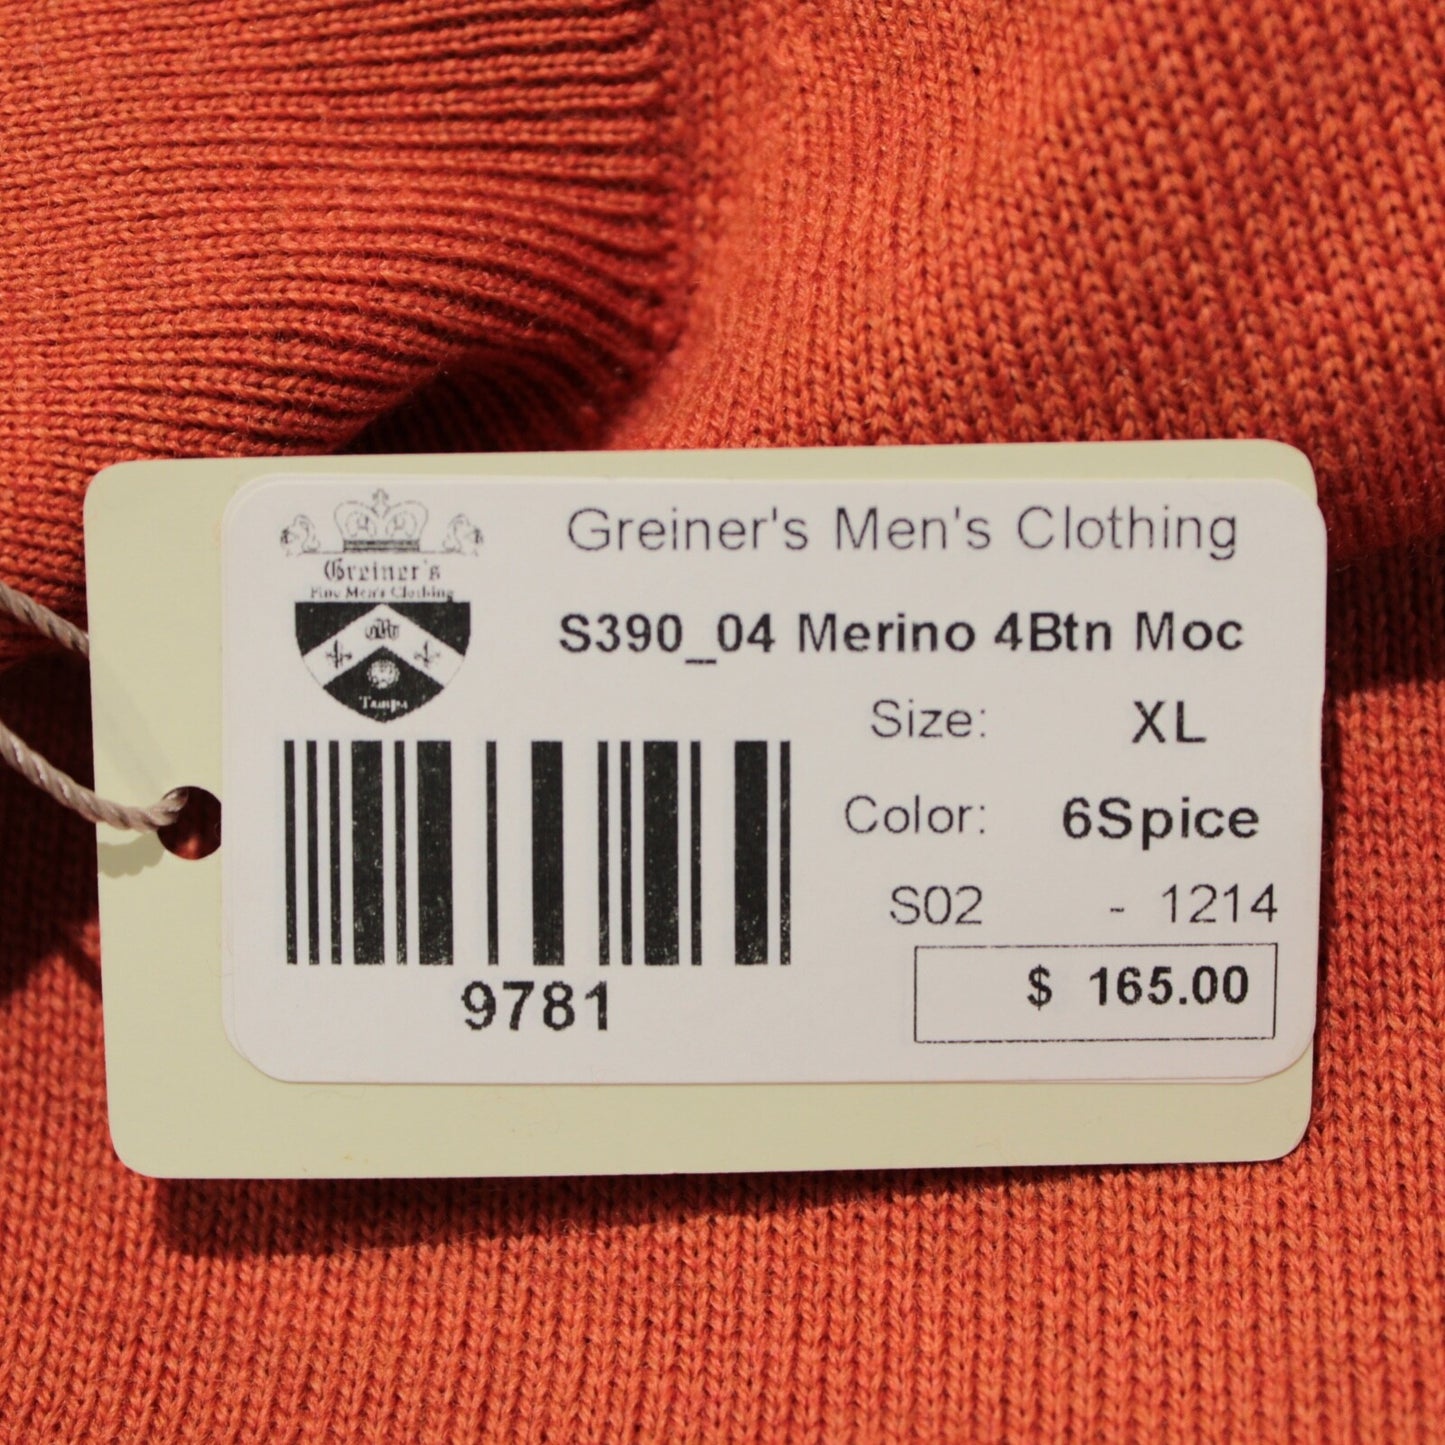 Greiner's
Fine Men's Clothing
Tampa
Greiner's Men's Clothing
S390_04 Merino 4Btn Moc
Size: XL
Color: 6Spice
S02 - 1214
$ 165.00
9781